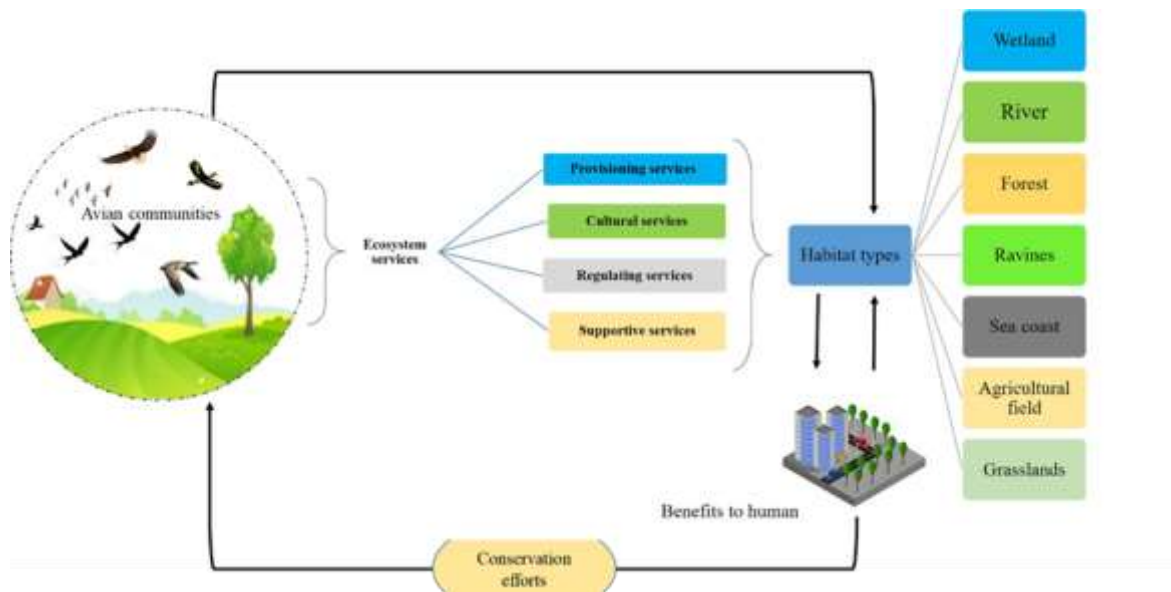 Avian communities
Ecosystem
services
Provisioning services
Cultural services
Regulating services
Supportive services
Habitat types
Wetland
River
Forest
Ravines
Sea coast
Agricultural
field
Grasslands
Benefits to human
Conservation
efforts